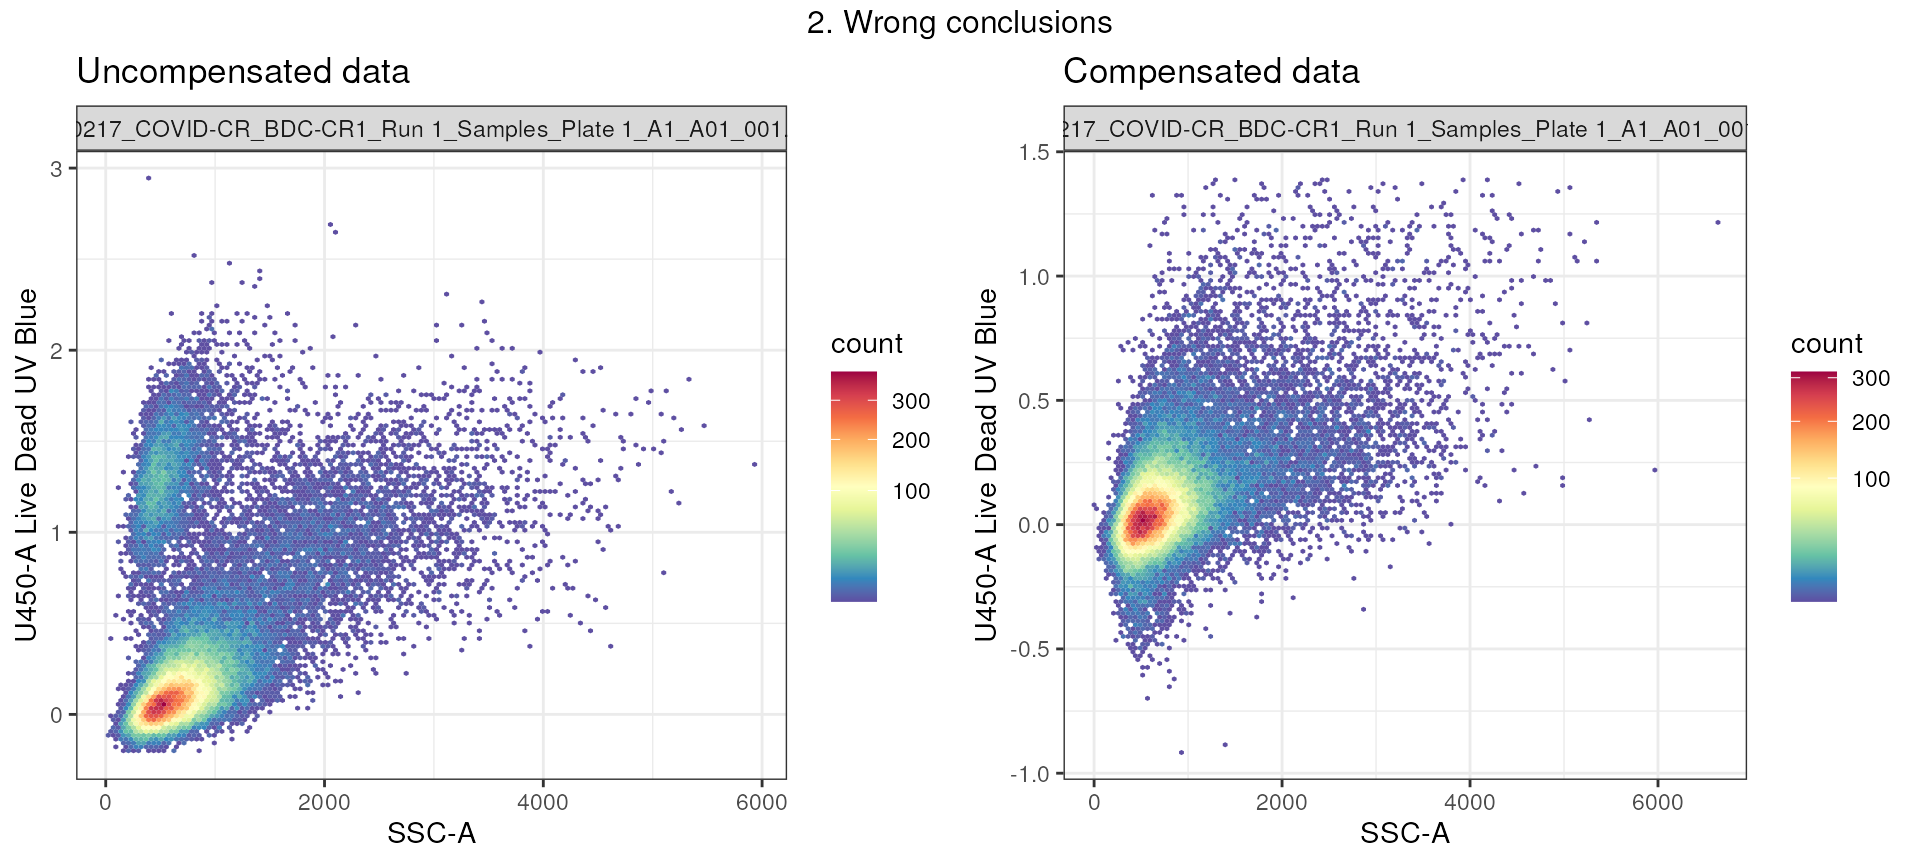 2. Wrong conclusions
Uncompensated data
0217_COVID-CR_BDC-CR1_Run 1_Samples_Plate 1_A1_A01_001.
3
2
1
0
0
2000
4000
6000
SSC-A
U450-A Live Dead UV Blue
count
300
200
100
Compensated data
217_COVID-CR_BDC-CR1_Run 1_Samples_Plate 1_A1_A01_00
1.5
1.0
0.5
0.0
-0.5
-1.0
0
2000
4000
6000
SSC-A
U450-A Live Dead UV Blue
count
300
200
100